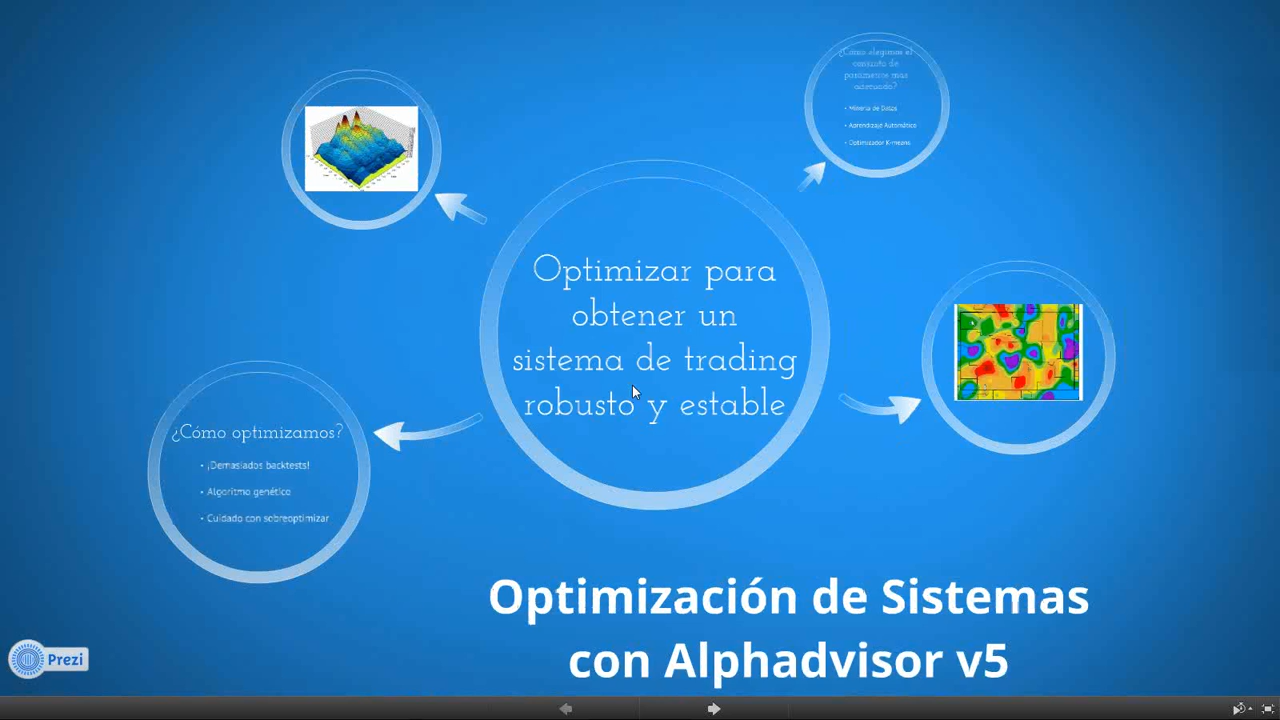 ¿Cómo elegimos el
conjunto de
parámetros más
adecuado?
• Minería de Datos
• Aprendizaje Automático
• Optimizador K-means
Optimizar para
obtener un
sistema de trading
robusto y estable
¿Cómo optimizamos?
• ¡Demasiados backtests!
• Algoritmo genético
• Cuidado con sobreoptimizar
Optimización de Sistemas
con Alphadvisor v5
Prezi